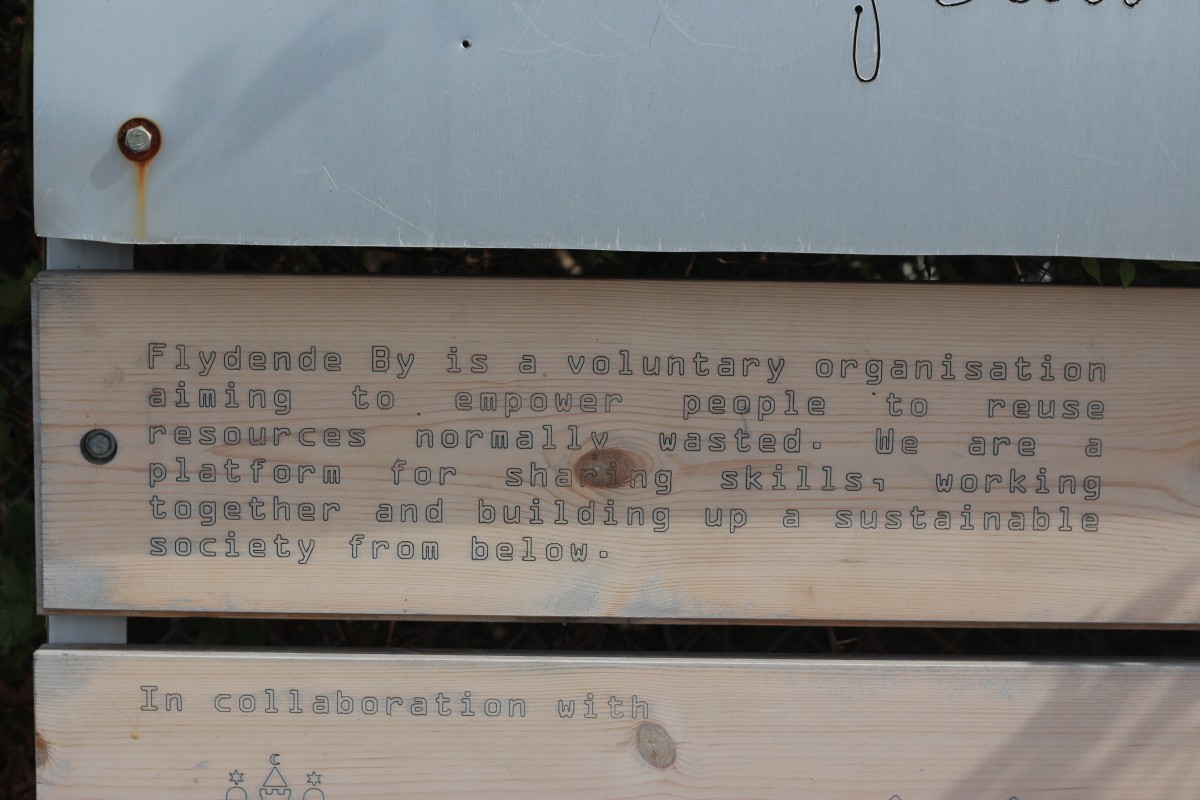 Flydende By is a voluntary organisation
aiming to empower people to reuse
resources normally wasted. We are a
platform for sharing skills, working
together and building up a sustainable
society from below.
In collaboration with